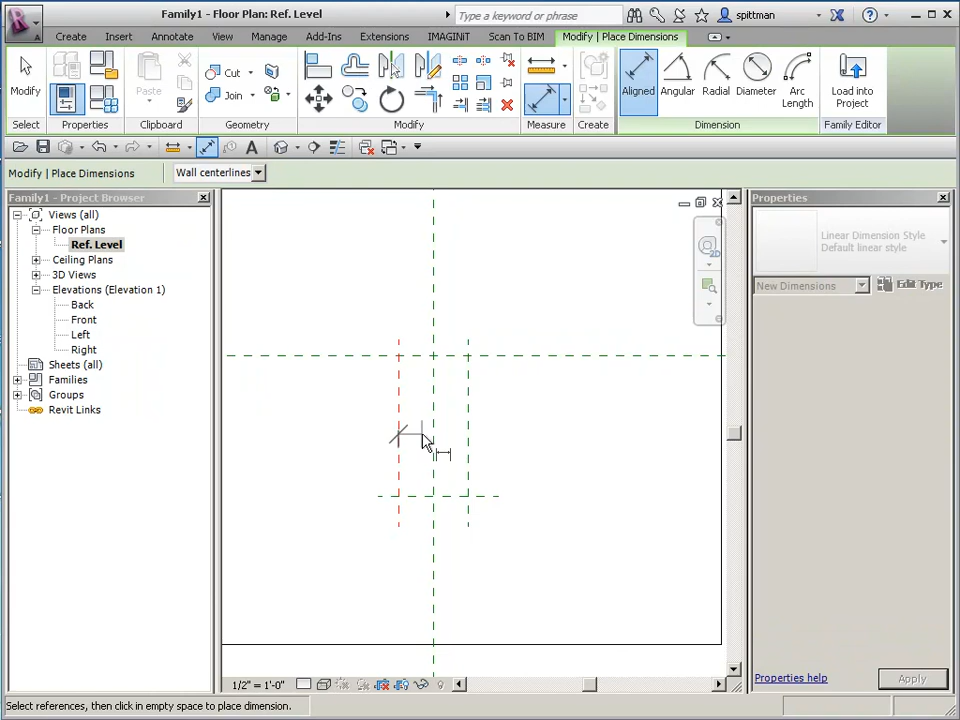 Family1 - Floor Plan: Ref. Level
Type a keyword or phrase
spittman
Create
Insert
Annotate
View
Manage
Add-Ins
Extensions
IMAGINiT
Scan To BIM
Modify | Place Dimensions
Modify
Paste
Cut
Join
Aligned
Angular
Radial
Diameter
Arc
Length
Load into
Project
Select
Properties
Clipboard
Geometry
Modify
Measure
Create
Dimension
Family Editor
Modify | Place Dimensions
Wall centerlines
Family1 - Project Browser
Views (all)
Floor Plans
Ref. Level
Ceiling Plans
3D Views
Elevations (Elevation 1)
Back
Front
Left
Right
Sheets (all)
Families
Groups
Revit Links
2D
Properties
Linear Dimension Style
Default linear style
New Dimensions
Edit Type
Properties help
Apply
1/2" = 1'-0"
Select references, then click in empty space to place dimension.